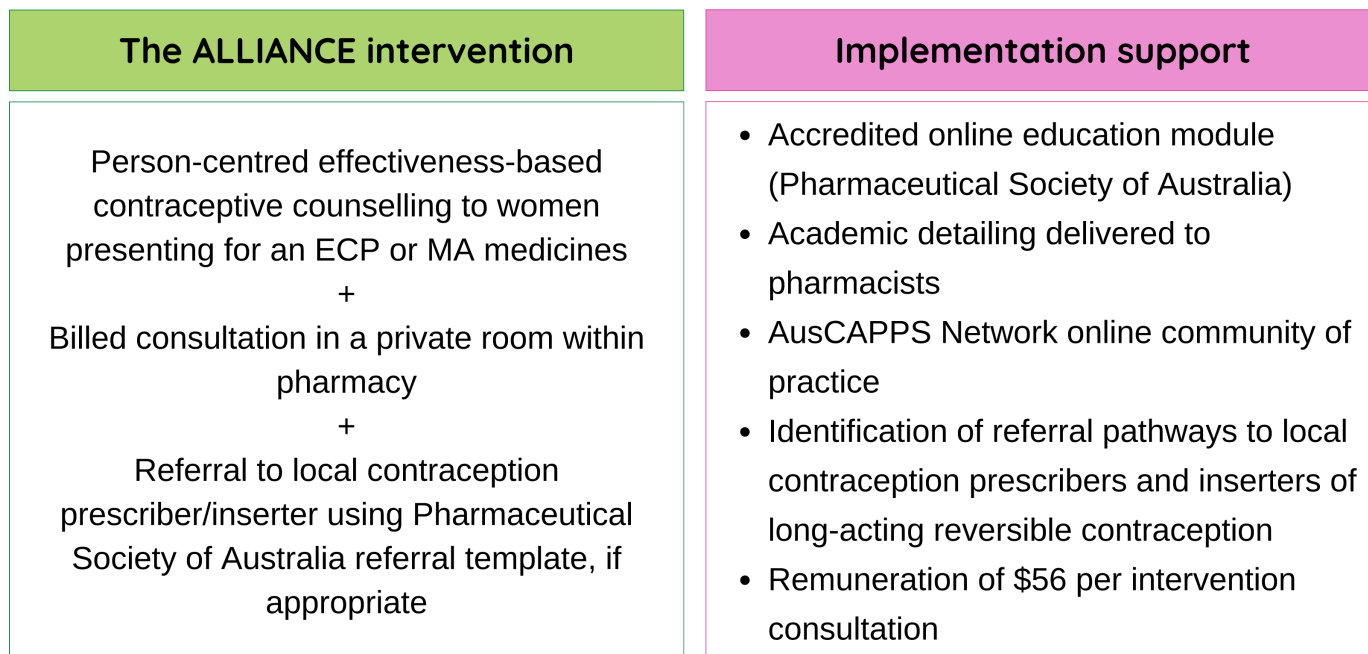 The ALLIANCE intervention
Person-centred effectiveness-based
contraceptive counselling to women
presenting for an ECP or MA medicines
+
Billed consultation in a private room within
pharmacy
+
Referral to local contraception
prescriber/inserter using Pharmaceutical
Society of Australia referral template, if
appropriate
Implementation support
• Accredited online education module
(Pharmaceutical Society of Australia)
• Academic detailing delivered to
pharmacists
• AusCAPPS Network online community of
practice
• Identification of referral pathways to local
contraception prescribers and inserters of
long-acting reversible contraception
• Remuneration of $56 per intervention
consultation